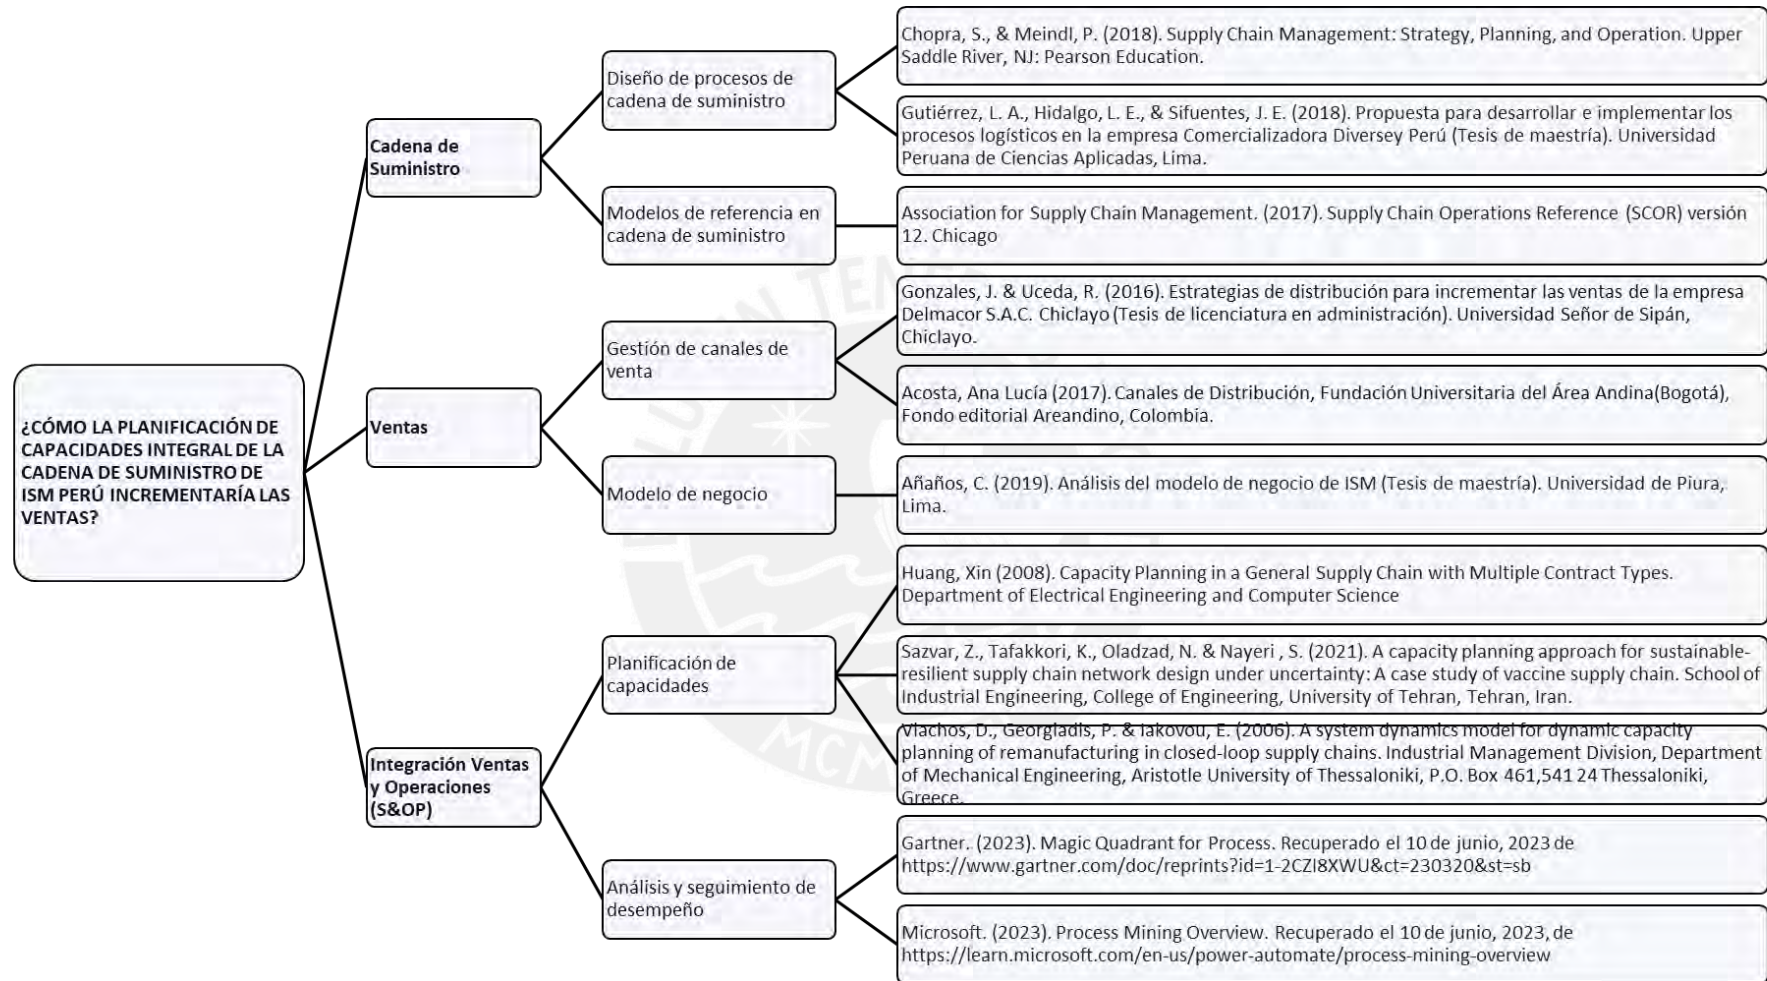 ¿CÓMO LA PLANIFICACIÓN DE
CAPACIDADES INTEGRAL DE LA
CADENA DE SUMINISTRO DE
ISM PERÚ INCREMENTARÍA LAS
VENTAS?
Cadena de
Suministro
Diseño de procesos de
cadena de suministro
Chopra, S., & Meindl, P. (2018). Supply Chain Management: Strategy, Planning, and Operation. Upper
Saddle River, NJ: Pearson Education.
Gutiérrez, L. A., Hidalgo, L. E., & Sifuentes, J. E. (2018). Propuesta para desarrollar e implementar los
procesos logísticos en la empresa Comercializadora Diversey Perú (Tesis de maestría). Universidad
Peruana de Ciencias Aplicadas, Lima.
Modelos de referencia en
cadena de suministro
Association for Supply Chain Management. (2017). Supply Chain Operations Reference (SCOR) versión
12. Chicago
Ventas
Gestión de canales de
venta
Gonzales, J. & Uceda, R. (2016). Estrategias de distribución para incrementar las ventas de la empresa
Delmacor S.A.C. Chiclayo (Tesis de licenciatura en administración). Universidad Señor de Sipán,
Chiclayo.
Acosta, Ana Lucía (2017). Canales de Distribución, Fundación Universitaria del Área Andina(Bogotá),
Fondo editorial Areandino, Colombia.
Modelo de negocio
Añaños, C. (2019). Análisis del modelo de negocio de ISM (Tesis de maestría). Universidad de Piura,
Lima.
Integración Ventas
y Operaciones
(S&OP)
Planificación de
capacidades
Huang, Xin (2008). Capacity Planning in a General Supply Chain with Multiple Contract Types.
Department of Electrical Engineering and Computer Science
Sazvar, Z., Tafakkori, K., Oladzad, N. & Nayeri , S. (2021). A capacity planning approach for sustainable-
resilient supply chain network design under uncertainty: A case study of vaccine supply chain. School of
Industrial Engineering, College of Engineering, University of Tehran, Tehran, Iran.
Vlachos, D., Georgiadis, P. & Iakovou, E. (2006). A system dynamics model for dynamic capacity
planning of remanufacturing in closed-loop supply chains. Industrial Management Division, Department
of Mechanical Engineering, Aristotle University of Thessaloniki, P.O. Box 461,541 24 Thessaloniki,
Greece.
Análisis y seguimiento de
desempeño
Gartner. (2023). Magic Quadrant for Process. Recuperado el 10 de junio, 2023 de
https://www.gartner.com/doc/reprints?id=1-2CZI8XWU&ct=230320&st=sb
Microsoft. (2023). Process Mining Overview. Recuperado el 10 de junio, 2023, de
https://learn.microsoft.com/en-us/power-automate/process-mining-overview